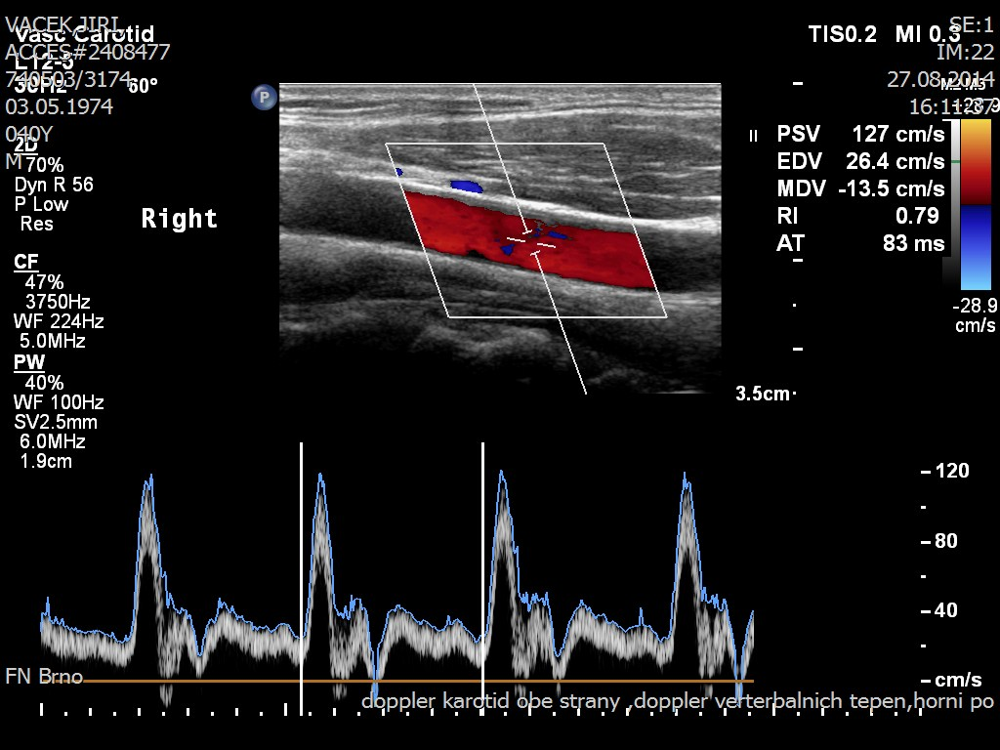 VACEK,JIRI
Vasc Carotid
ACCES#2408477
L12-5
740503/3174
50Hz 60°
03.05.1974
040Y
M
2D
70%
Dyn R 56
P Low
Res
CF
47%
3750Hz
WF 224Hz
5.0MHz
PW
40%
WF 100Hz
SV2.5mm
6.0MHz
1.9cm
Right
P
TIS0.2 MI 0.3
SE:1
IM:22
27.08.2014
16:11:37
M2 M3
PSV 127 cm/s
EDV 26.4 cm/s
MDV -13.5 cm/s
RI 0.79
AT 83 ms
-28.9
cm/s
3.5cm
120
80
40
cm/s
FN Brno
doppler karotid obe strany ,doppler verterbalnich tepen,horni po